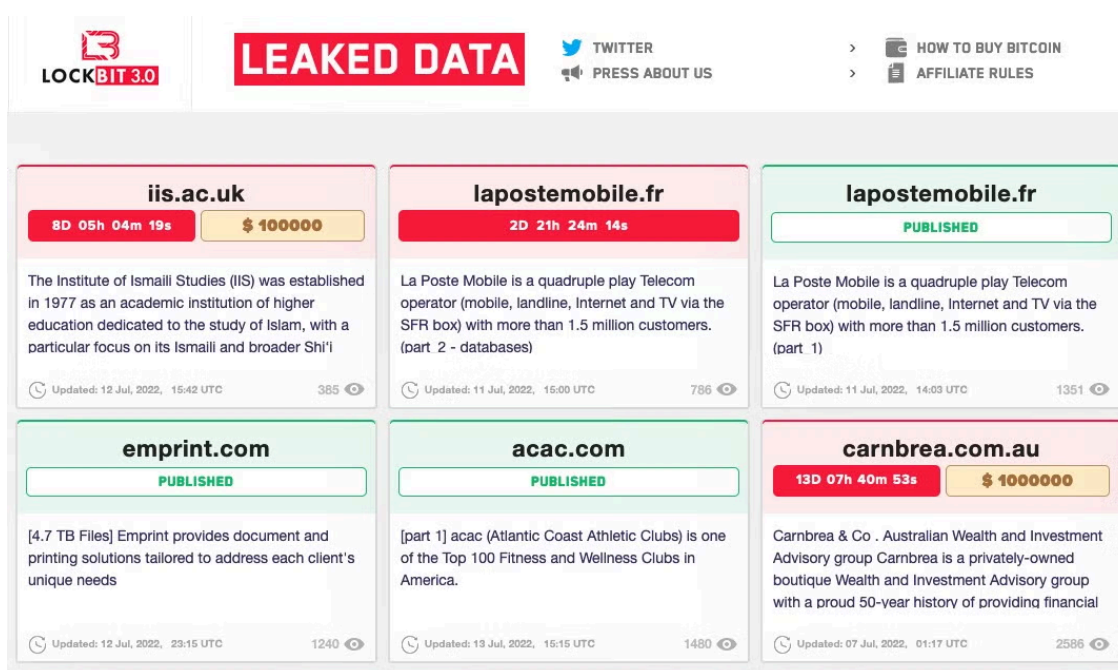 LOCKBIT 3.0
LEAKED DATA
TWITTER
PRESS ABOUT US
>
>
HOW TO BUY BITCOIN
AFFILIATE RULES
iis.ac.uk
8D 05h 04m 19s
$ 100000
The Institute of Ismaili Studies (IIS) was established
in 1977 as an academic institution of higher
education dedicated to the study of Islam, with a
particular focus on its Ismaili and broader Shi'i
Updated: 12 Jul, 2022, 15:42 UTC
385
lapostemobile.fr
2D 21h 24m 14s
La Poste Mobile is a quadruple play Telecom
operator (mobile, landline, Internet and TV via the
SFR box) with more than 1.5 million customers.
(part 2 - databases)
Updated: 11 Jul, 2022, 15:00 UTC
786
lapostemobile.fr
PUBLISHED
La Poste Mobile is a quadruple play Telecom
operator (mobile, landline, Internet and TV via the
SFR box) with more than 1.5 million customers.
(part 1)
Updated: 11 Jul, 2022, 14:03 UTC
1351
emprint.com
PUBLISHED
[4.7 TB Files] Emprint provides document and
printing solutions tailored to address each client's
unique needs
Updated: 12 Jul, 2022, 23:15 UTC
1240
acac.com
PUBLISHED
[part 1] acac (Atlantic Coast Athletic Clubs) is one
of the Top 100 Fitness and Wellness Clubs in
America.
Updated: 13 Jul, 2022, 15:15 UTC
1480
carnbrea.com.au
13D 07h 40m 53s
$ 1000000
Carnbrea & Co . Australian Wealth and Investment
Advisory group Carnbrea is a privately-owned
boutique Wealth and Investment Advisory group
with a proud 50-year history of providing financial
Updated: 07 Jul, 2022, 01:17 UTC
2586